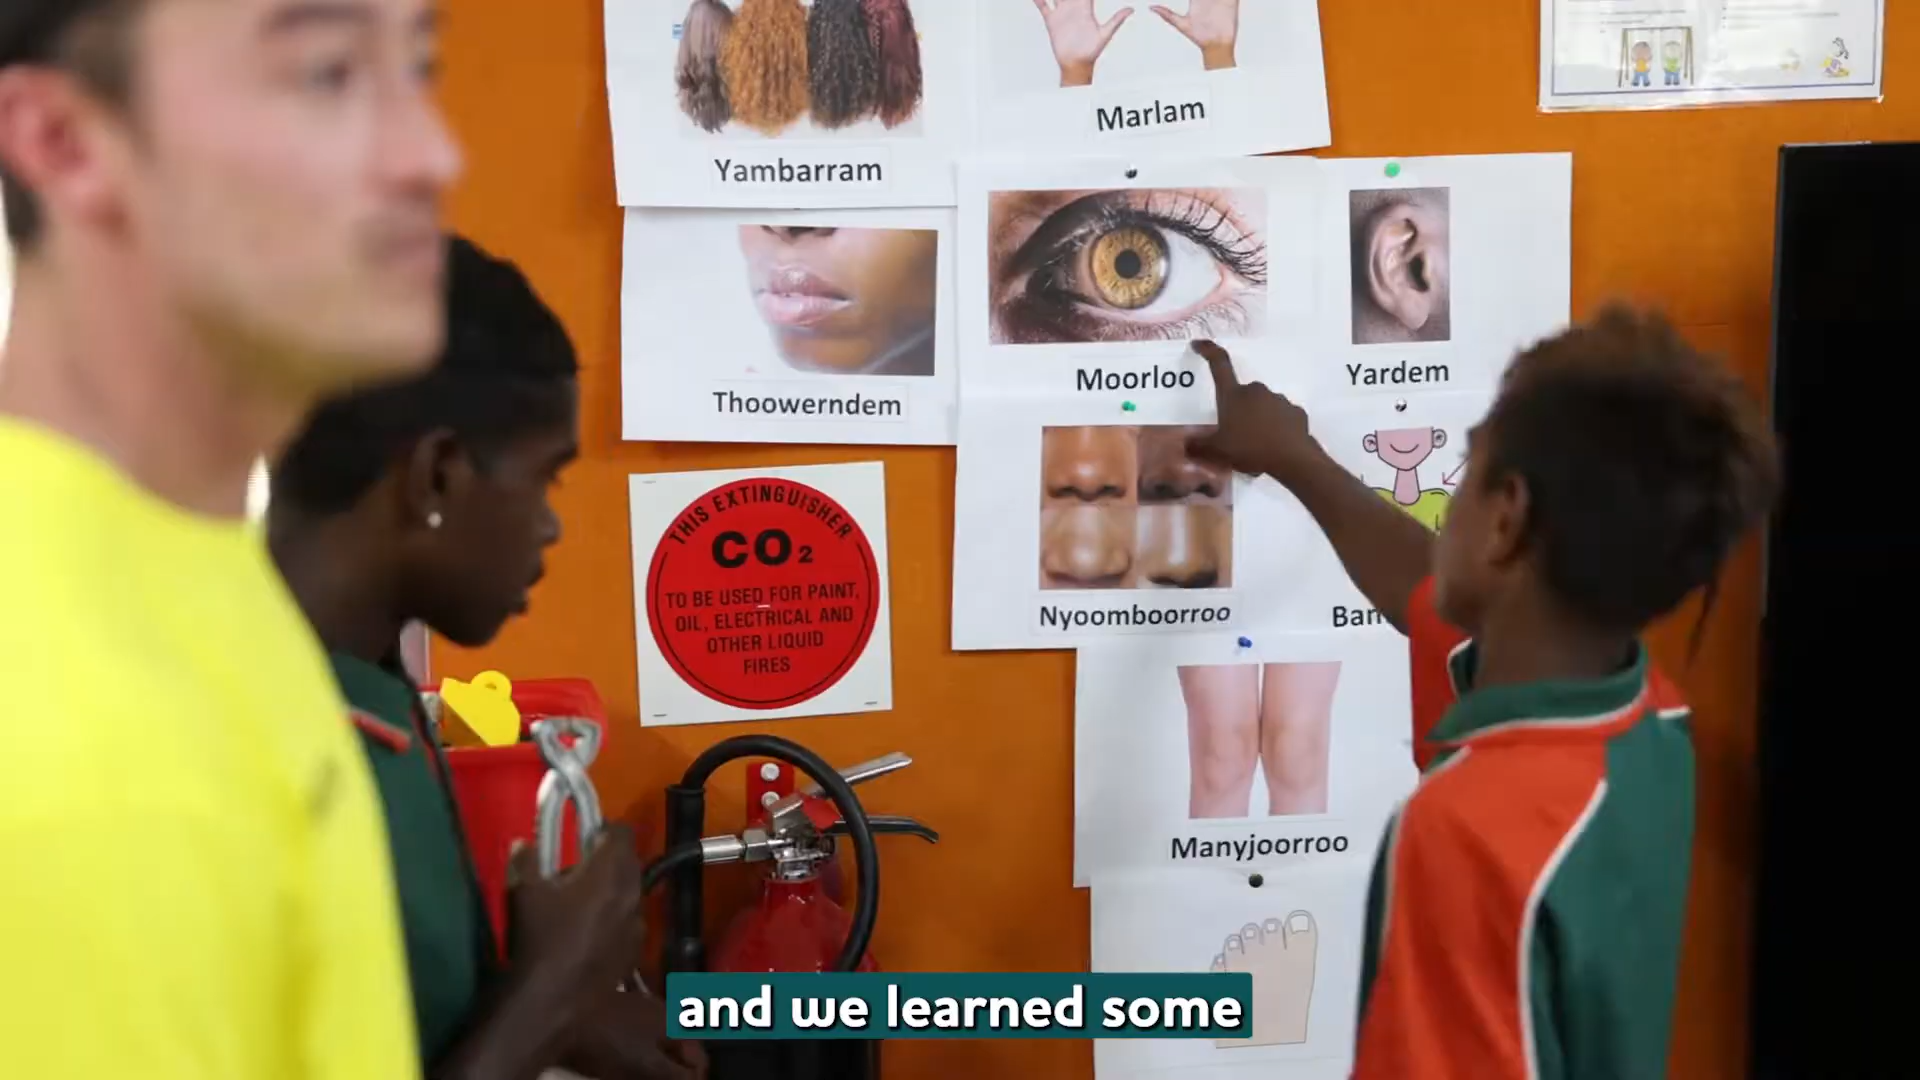 Marlam
Yambarram
Moorloo
Yardem
Thoowerndem
THIS EXTINGUISHER
CO₂
TO BE USED FOR PAINT,
OIL, ELECTRICAL AND
OTHER LIQUID
FIRES
Nyoomboorroo
Manyjoorroo
and we learned some